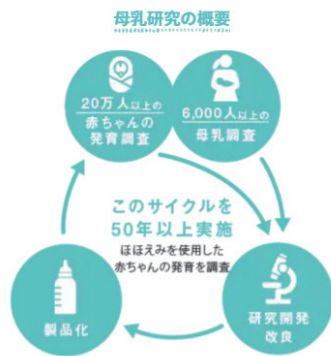 母乳研究の概要
20万人以上の
赤ちゃんの
発育調査
6,000人以上の
母乳調査
このサイクルを
50年以上実施
ほほえみを使用した
赤ちゃんの発育を調査
製品化
研究開発
改良